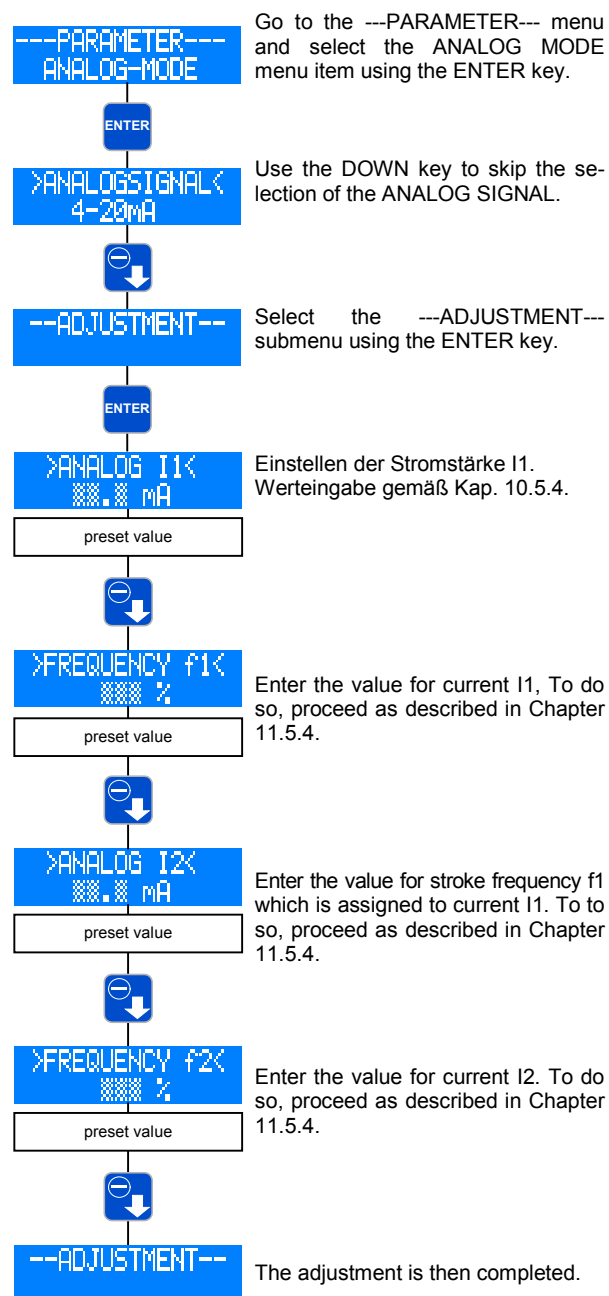 ---PARAMETER---
ANALOG-MODE
Go to the ---PARAMETER--- menu
and select the ANALOG MODE
menu item using the ENTER key.
ENTER
>ANALOGSIGNAL<
4-20mA
Use the DOWN key to skip the se-
lection of the ANALOG SIGNAL.
--ADJUSTMENT--
Select the ---ADJUSTMENT---
submenu using the ENTER key.
ENTER
>ANALOG I1<
▒▒.▒ mA
preset value
Einstellen der Stromstärke I1.
Werteingabe gemäß Kap. 10.5.4.
>FREQUENCY f1<
▒▒▒ %
preset value
Enter the value for current I1, To do
so, proceed as described in Chapter
11.5.4.
>ANALOG I2<
▒▒.▒ mA
preset value
Enter the value for stroke frequency f1
which is assigned to current I1. To to
so, proceed as described in Chapter
11.5.4.
>FREQUENCY f2<
▒▒▒ %
preset value
Enter the value for current I2. To do
so, proceed as described in Chapter
11.5.4.
--ADJUSTMENT--
The adjustment is then completed.